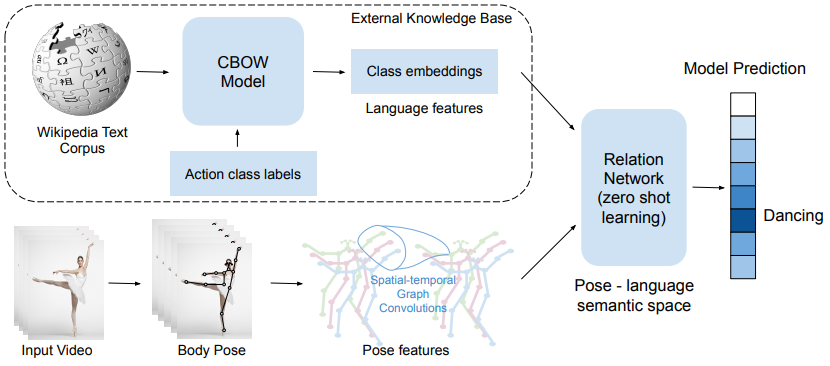 External Knowledge Base
CBOW
Model
Class embeddings
Language features
Wikipedia Text
Corpus
Action class labels
Model Prediction
Relation
Network
(zero shot
learning)
Dancing
Pose - language
semantic space
Spatial-temporal
Graph
Convolutions
Input Video
Body Pose
Pose features